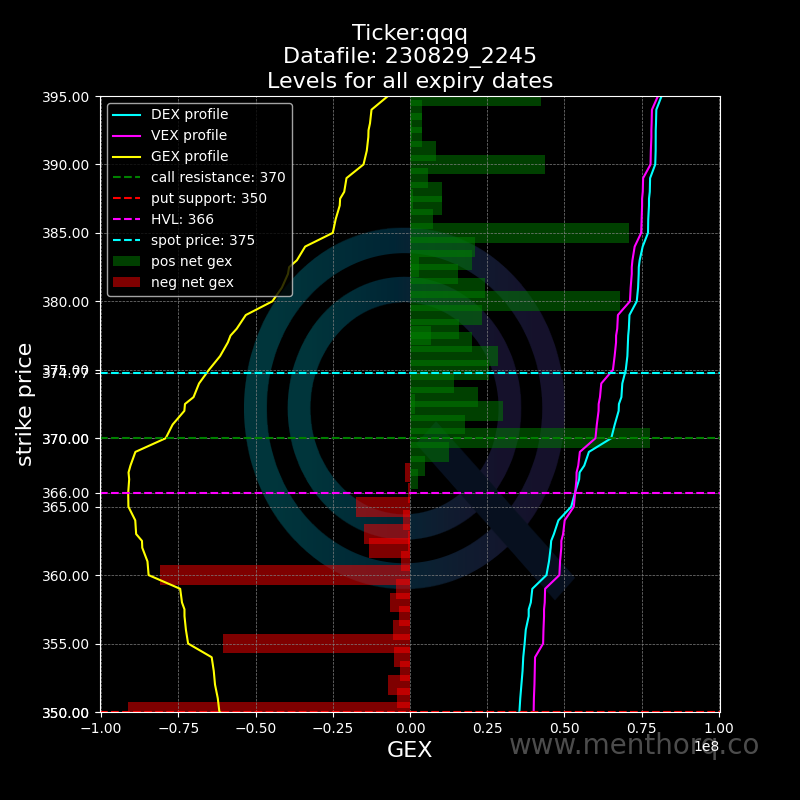 Ticker:qqq
Datafile: 230829_2245
Levels for all expiry dates
DEX profile
VEX profile
GEX profile
call resistance: 370
put support: 350
HVL: 366
spot price: 375
pos net gex
neg net gex
strike price
395.00
390.00
385.00
380.00
375.00
374.77
370.00
366.00
365.00
360.00
355.00
350.00
−1.00 −0.75 −0.50 −0.25 0.00 0.25 0.50 0.75 1.00
1e8
GEX
www.menthorq.co